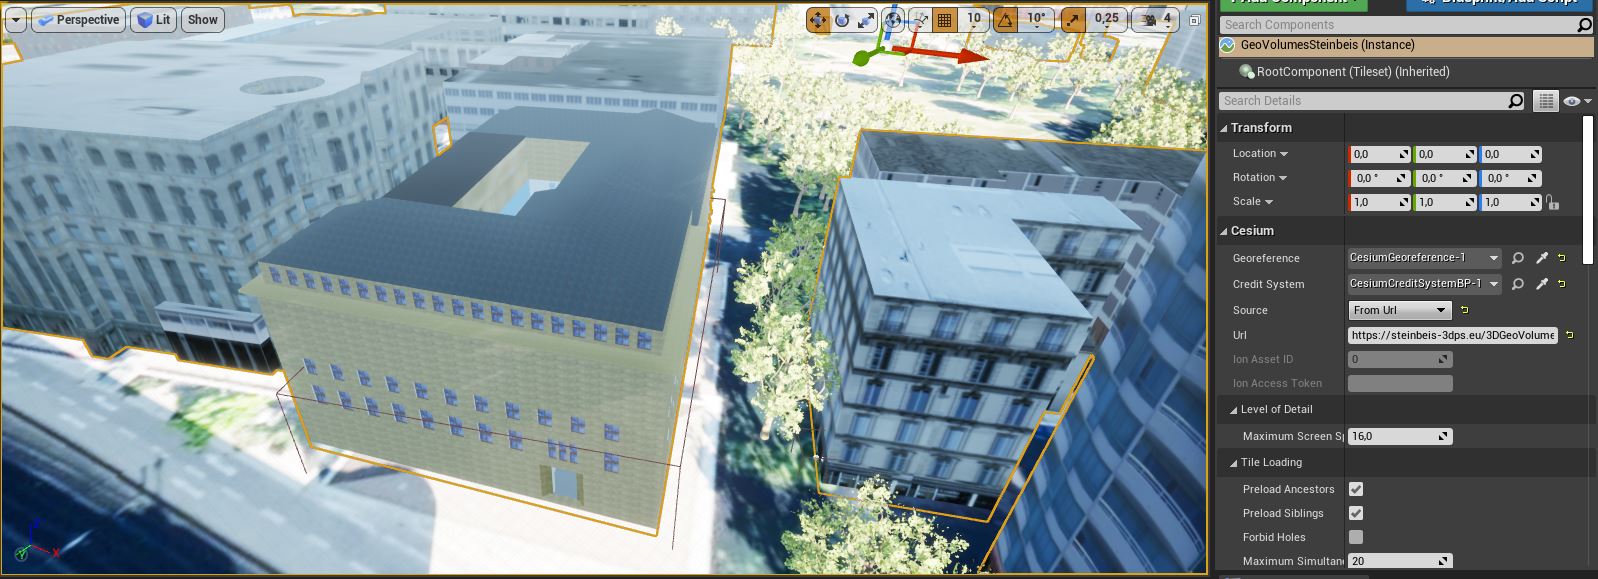 Perspective
Lit
Show
10
10°
0,25
4
Search Components
GeoVolumesSteinbeis (Instance)
RootComponent (Tileset) (Inherited)
Search Details
Transform
Location 0,0 0,0 0,0
Rotation 0,0 ° 0,0 ° 0,0 °
Scale 1,0 1,0 1,0
Cesium
Georeference CesiumGeoreference-1
Credit System CesiumCreditSystemBP-1
Source From Url
Url https://steinbeis-3dps.eu/3DGeoVolume
Ion Asset ID 0
Ion Access Token
Level of Detail
Maximum Screen Sp 16,0
Tile Loading
Preload Ancestors
Preload Siblings
Forbid Holes
Maximum Simultan 20
Z
Y
X